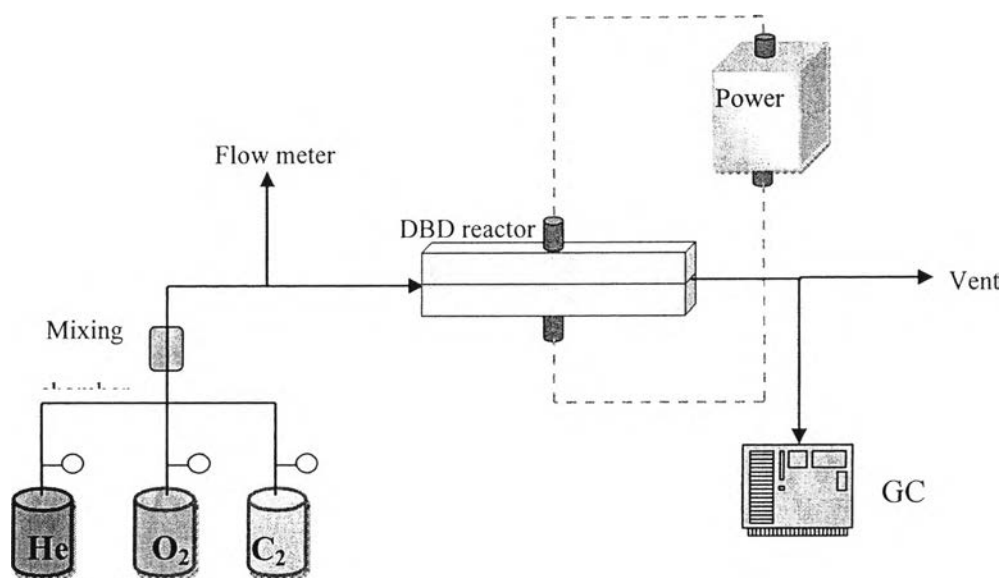 Power
Flow meter
DBD reactor
Vent
Mixing
GC
He
O₂
C₂